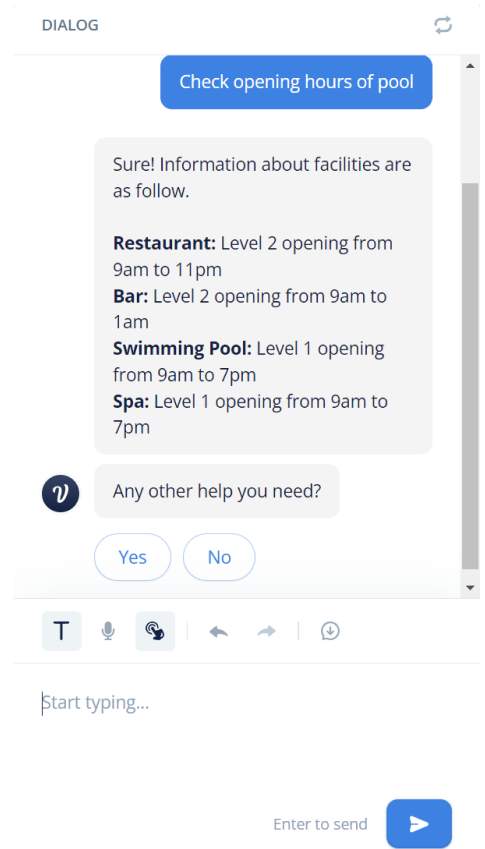 DIALOG
Check opening hours of pool
Sure! Information about facilities are
as follow.
Restaurant: Level 2 opening from
9am to 11pm
Bar: Level 2 opening from 9am to
1am
Swimming Pool: Level 1 opening
from 9am to 7pm
Spa: Level 1 opening from 9am to
7pm
V
Any other help you need?
Yes No
T
Start typing...
Enter to send